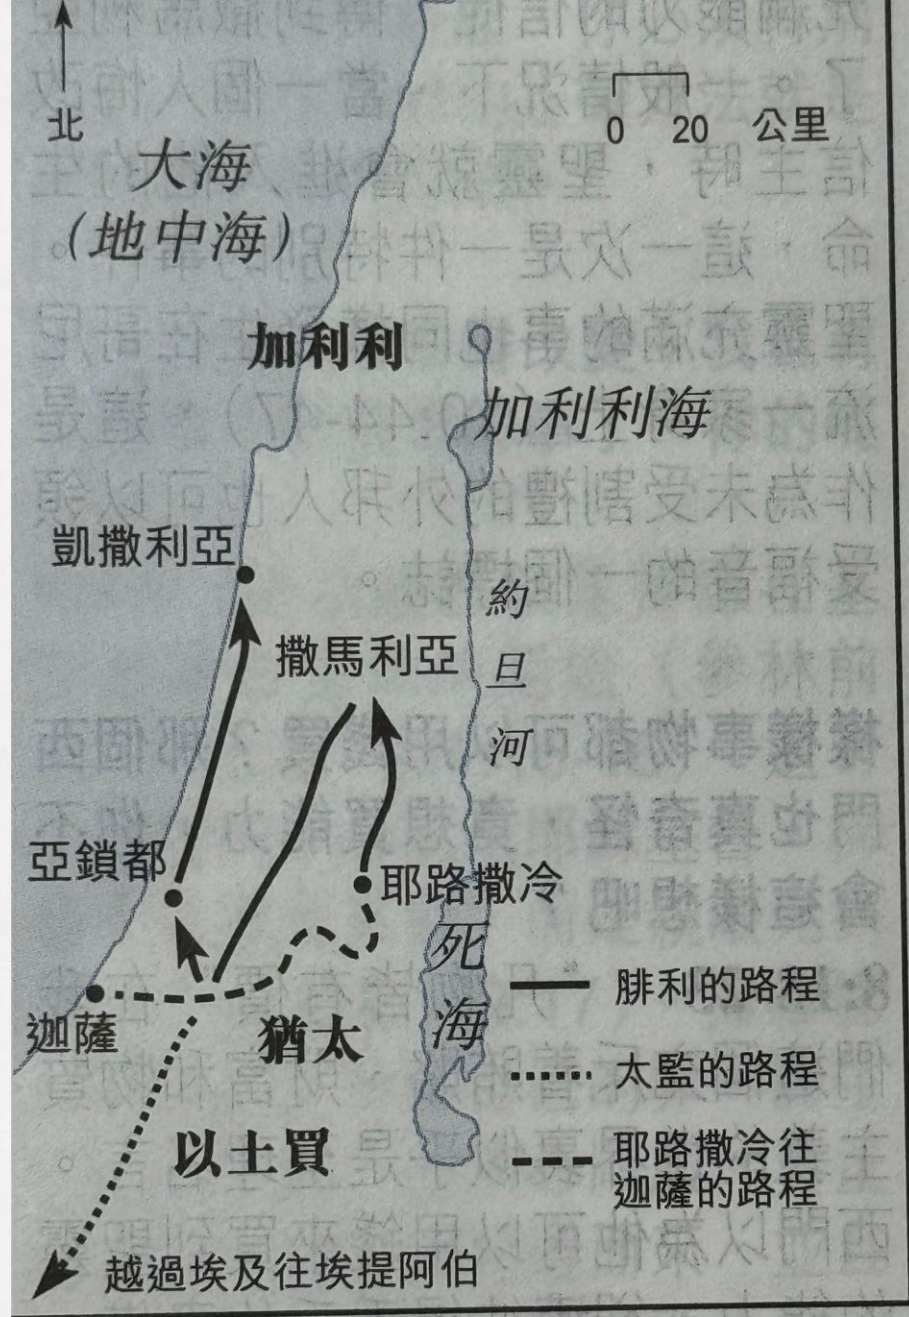 北
0 20 公里
大海
(地中海)
加利利
加利利海
凱撒利亞
約旦河
撒馬利亞
亞鎖都
耶路撒冷
死海
腓利的路程
迦薩
猶太
太監的路程
以土買
耶路撒冷往
迦薩的路程
越過埃及往埃提阿伯